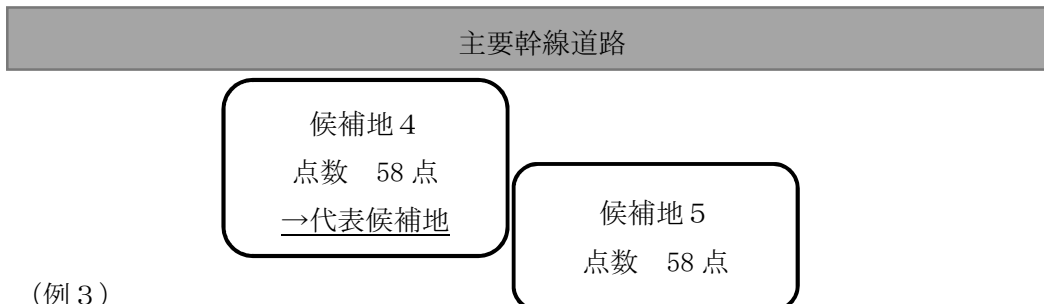 主要幹線道路
候補地４
点数　58 点
→代表候補地
候補地５
点数　58 点
（例３）